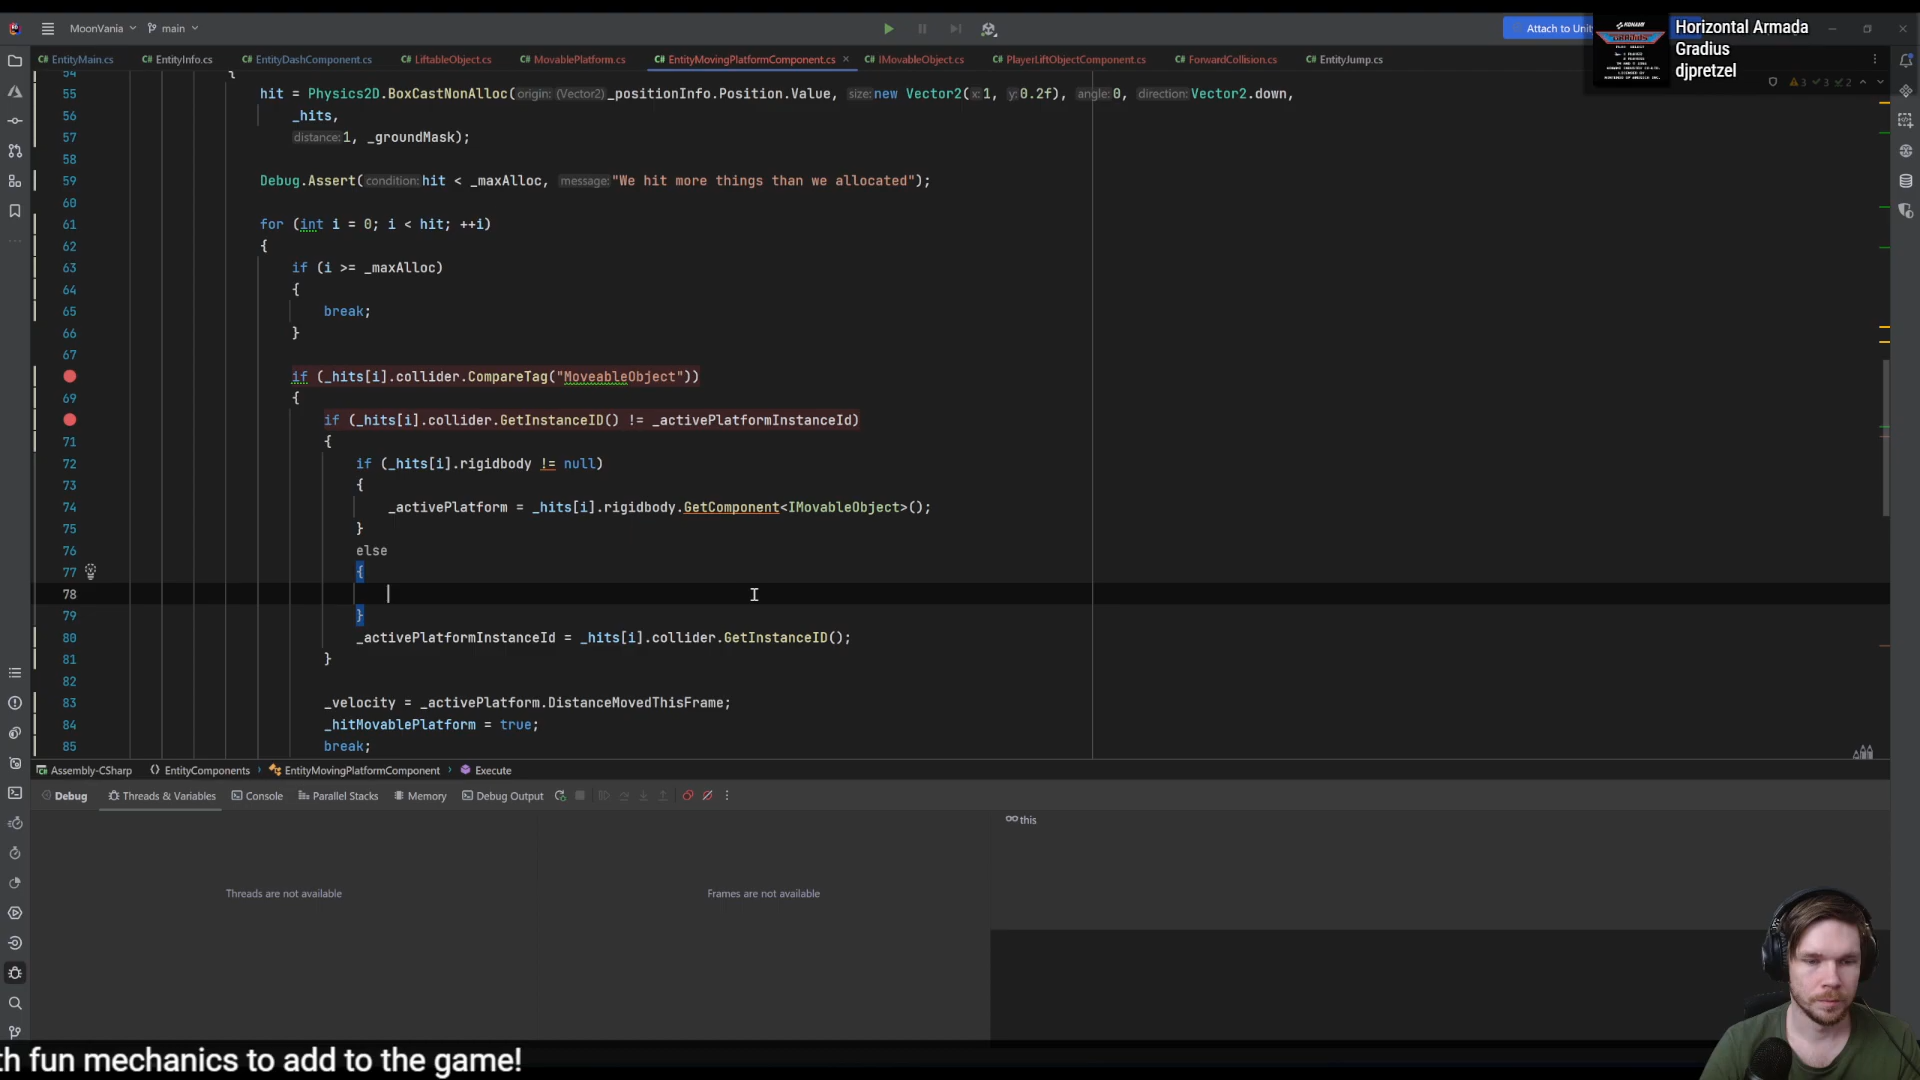 MoonVania
main
Attach to Unit
Horizontal Armada
Gradius
djpretzel
EntityMain.cs
EntityInfo.cs
EntityDashComponent.cs
LiftableObject.cs
MovablePlatform.cs
EntityMovingPlatformComponent.cs
IMovableObject.cs
PlayerLiftObjectComponent.cs
ForwardCollision.cs
EntityJump.cs
3 3 2
54 {
55 hit = Physics2D.BoxCastNonAlloc(origin: (Vector2)_positionInfo.Position.Value, size: new Vector2(x: 1, y: 0.2f), angle: 0, direction: Vector2.down,
56 _hits,
57 distance: 1, _groundMask);
58
59 Debug.Assert(condition: hit < _maxAlloc, message: "We hit more things than we allocated");
60
61 for (int i = 0; i < hit; ++i)
62 {
63 if (i >= _maxAlloc)
64 {
65 break;
66 }
67
if (_hits[i].collider.CompareTag("MoveableObject"))
69 {
if (_hits[i].collider.GetInstanceID() != _activePlatformInstanceId)
71 {
72 if (_hits[i].rigidbody != null)
73 {
74 _activePlatform = _hits[i].rigidbody.GetComponent<IMovableObject>();
75 }
76 else
77 {
78
79 }
80 _activePlatformInstanceId = _hits[i].collider.GetInstanceID();
81 }
82
83 _velocity = _activePlatform.DistanceMovedThisFrame;
84 _hitMovablePlatform = true;
85 break;
Assembly-CSharp
EntityComponents
EntityMovingPlatformComponent
Execute
Debug
Threads & Variables
Console
Parallel Stacks
Memory
Debug Output
this
Threads are not available
Frames are not available
th fun mechanics to add to the game!